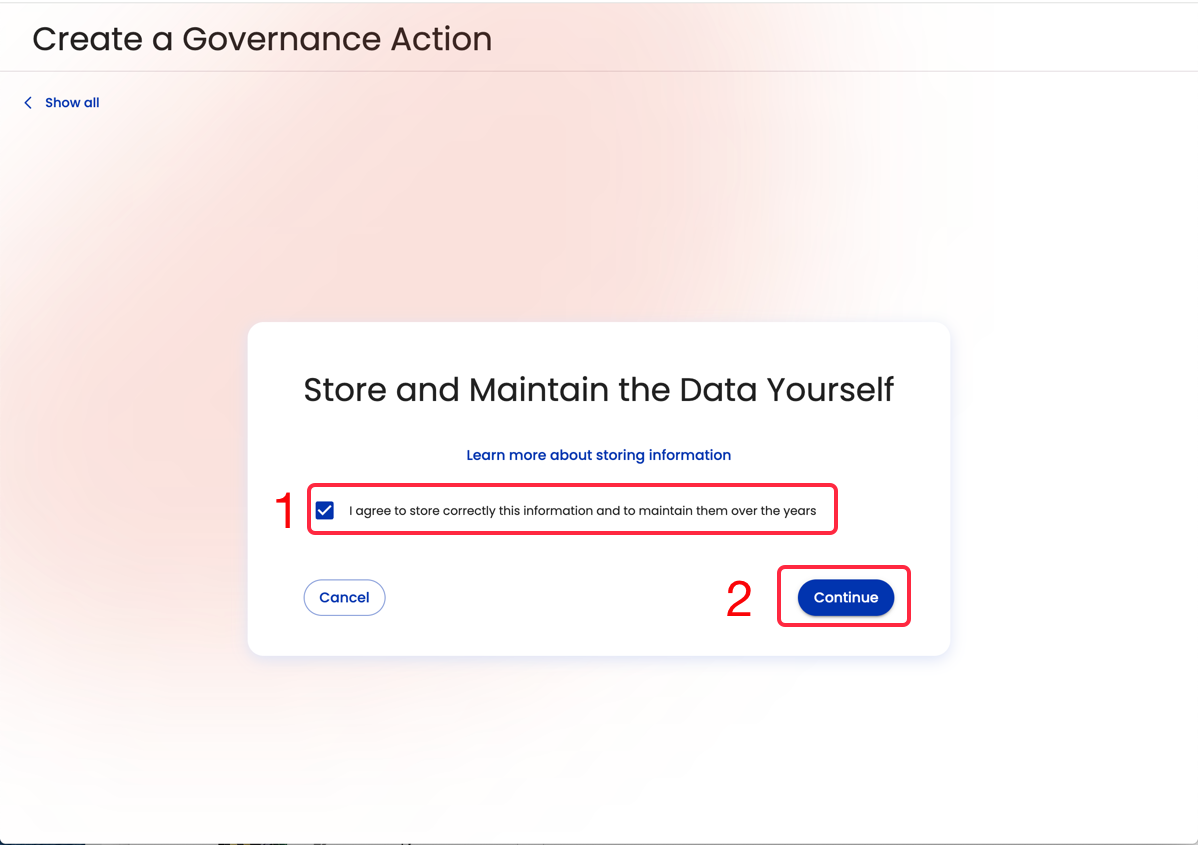 Create a Governance Action
Show all
Store and Maintain the Data Yourself
Learn more about storing information
1
I agree to store correctly this information and to maintain them over the years
Cancel
2
Continue